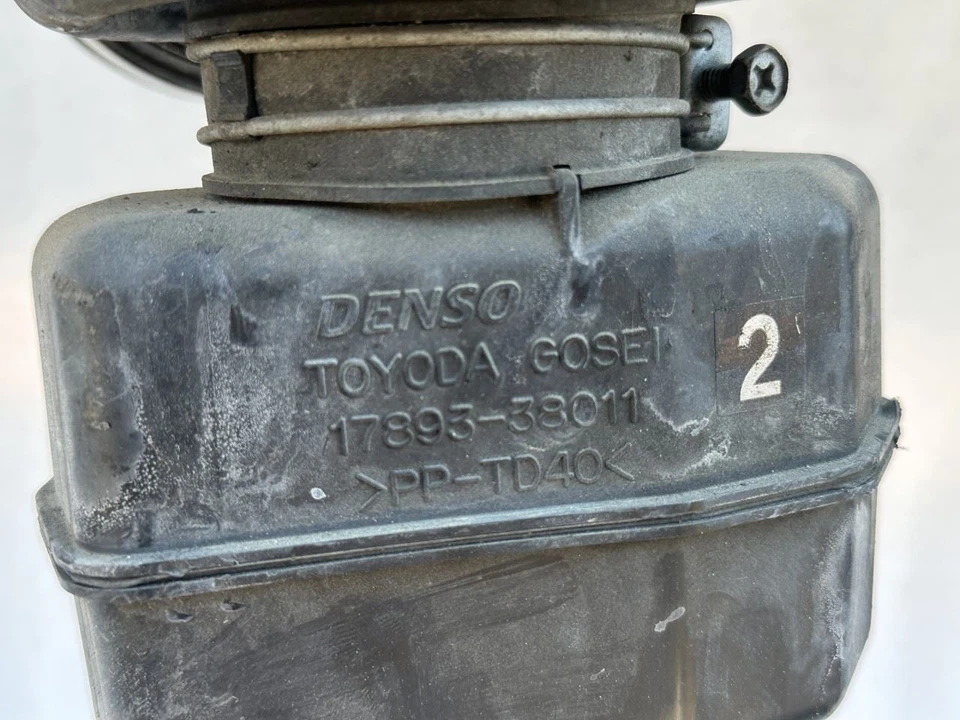 DENSO
TOYODA GOSEI
17893-38011
>PP-TD40<
2